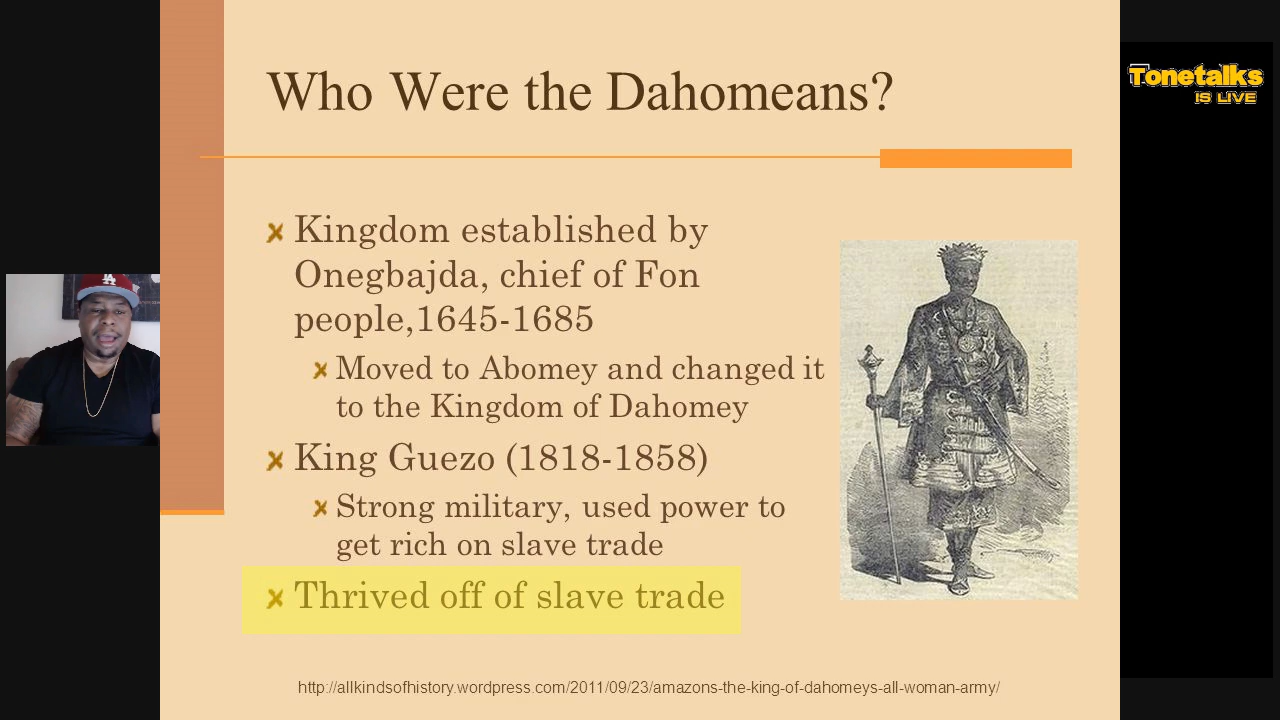 Who Were the Dahomeans?
Tonetalks
IS LIVE
Kingdom established by
Onegbajda, chief of Fon
people,1645-1685
Moved to Abomey and changed it
to the Kingdom of Dahomey
King Guezo (1818-1858)
Strong military, used power to
get rich on slave trade
Thrived off of slave trade
http://allkindsofhistory.wordpress.com/2011/09/23/amazons-the-king-of-dahomeys-all-woman-army/
LA